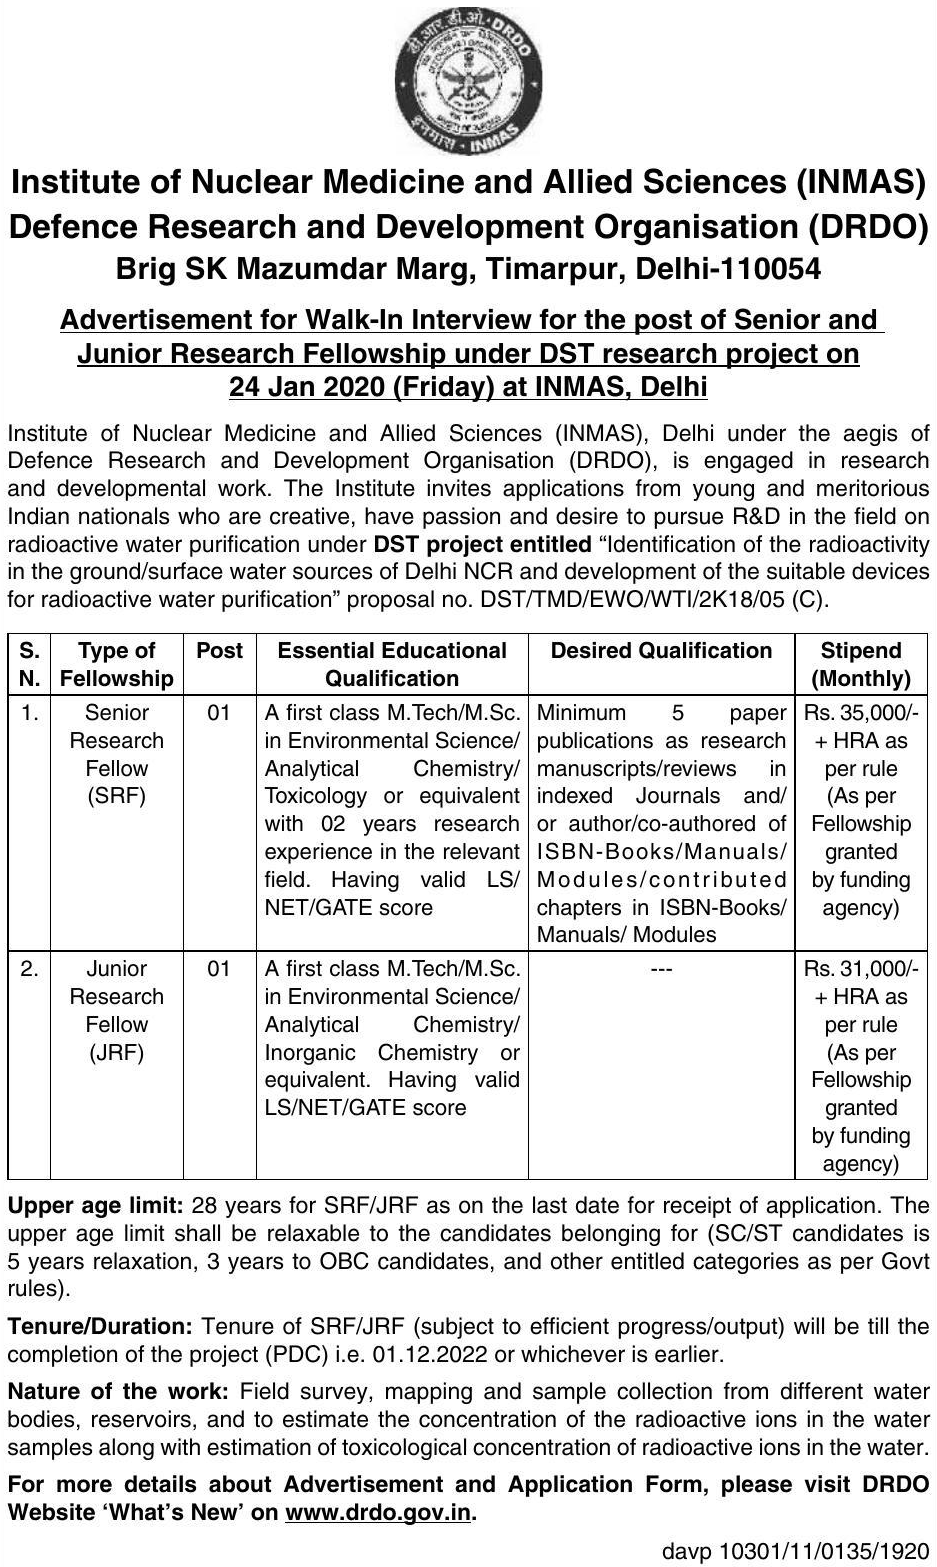 डी.आर.डी.ओ. • DRDO
इनमास • INMAS
Institute of Nuclear Medicine and Allied Sciences (INMAS)
Defence Research and Development Organisation (DRDO)
Brig SK Mazumdar Marg, Timarpur, Delhi-110054
Advertisement for Walk-In Interview for the post of Senior and
Junior Research Fellowship under DST research project on
24 Jan 2020 (Friday) at INMAS, Delhi
Institute of Nuclear Medicine and Allied Sciences (INMAS), Delhi under the aegis of
Defence Research and Development Organisation (DRDO), is engaged in research
and developmental work. The Institute invites applications from young and meritorious
Indian nationals who are creative, have passion and desire to pursue R&D in the field on
radioactive water purification under DST project entitled “Identification of the radioactivity
in the ground/surface water sources of Delhi NCR and development of the suitable devices
for radioactive water purification” proposal no. DST/TMD/EWO/WTI/2K18/05 (C).
S.
N.
Type of
Fellowship
Post
Essential Educational
Qualification
Desired Qualification
Stipend
(Monthly)
1.
Senior
Research
Fellow
(SRF)
01
A first class M.Tech/M.Sc.
in Environmental Science/
Analytical Chemistry/
Toxicology or equivalent
with 02 years research
experience in the relevant
field. Having valid LS/
NET/GATE score
Minimum 5 paper
publications as research
manuscripts/reviews in
indexed Journals and/
or author/co-authored of
ISBN-Books/Manuals/
Modules/contributed
chapters in ISBN-Books/
Manuals/ Modules
Rs. 35,000/-
+ HRA as
per rule
(As per
Fellowship
granted
by funding
agency)
2.
Junior
Research
Fellow
(JRF)
01
A first class M.Tech/M.Sc.
in Environmental Science/
Analytical Chemistry/
Inorganic Chemistry or
equivalent. Having valid
LS/NET/GATE score
---
Rs. 31,000/-
+ HRA as
per rule
(As per
Fellowship
granted
by funding
agency)
Upper age limit: 28 years for SRF/JRF as on the last date for receipt of application. The
upper age limit shall be relaxable to the candidates belonging for (SC/ST candidates is
5 years relaxation, 3 years to OBC candidates, and other entitled categories as per Govt
rules).
Tenure/Duration: Tenure of SRF/JRF (subject to efficient progress/output) will be till the
completion of the project (PDC) i.e. 01.12.2022 or whichever is earlier.
Nature of the work: Field survey, mapping and sample collection from different water
bodies, reservoirs, and to estimate the concentration of the radioactive ions in the water
samples along with estimation of toxicological concentration of radioactive ions in the water.
For more details about Advertisement and Application Form, please visit DRDO
Website ‘What’s New’ on www.drdo.gov.in.
davp 10301/11/0135/1920